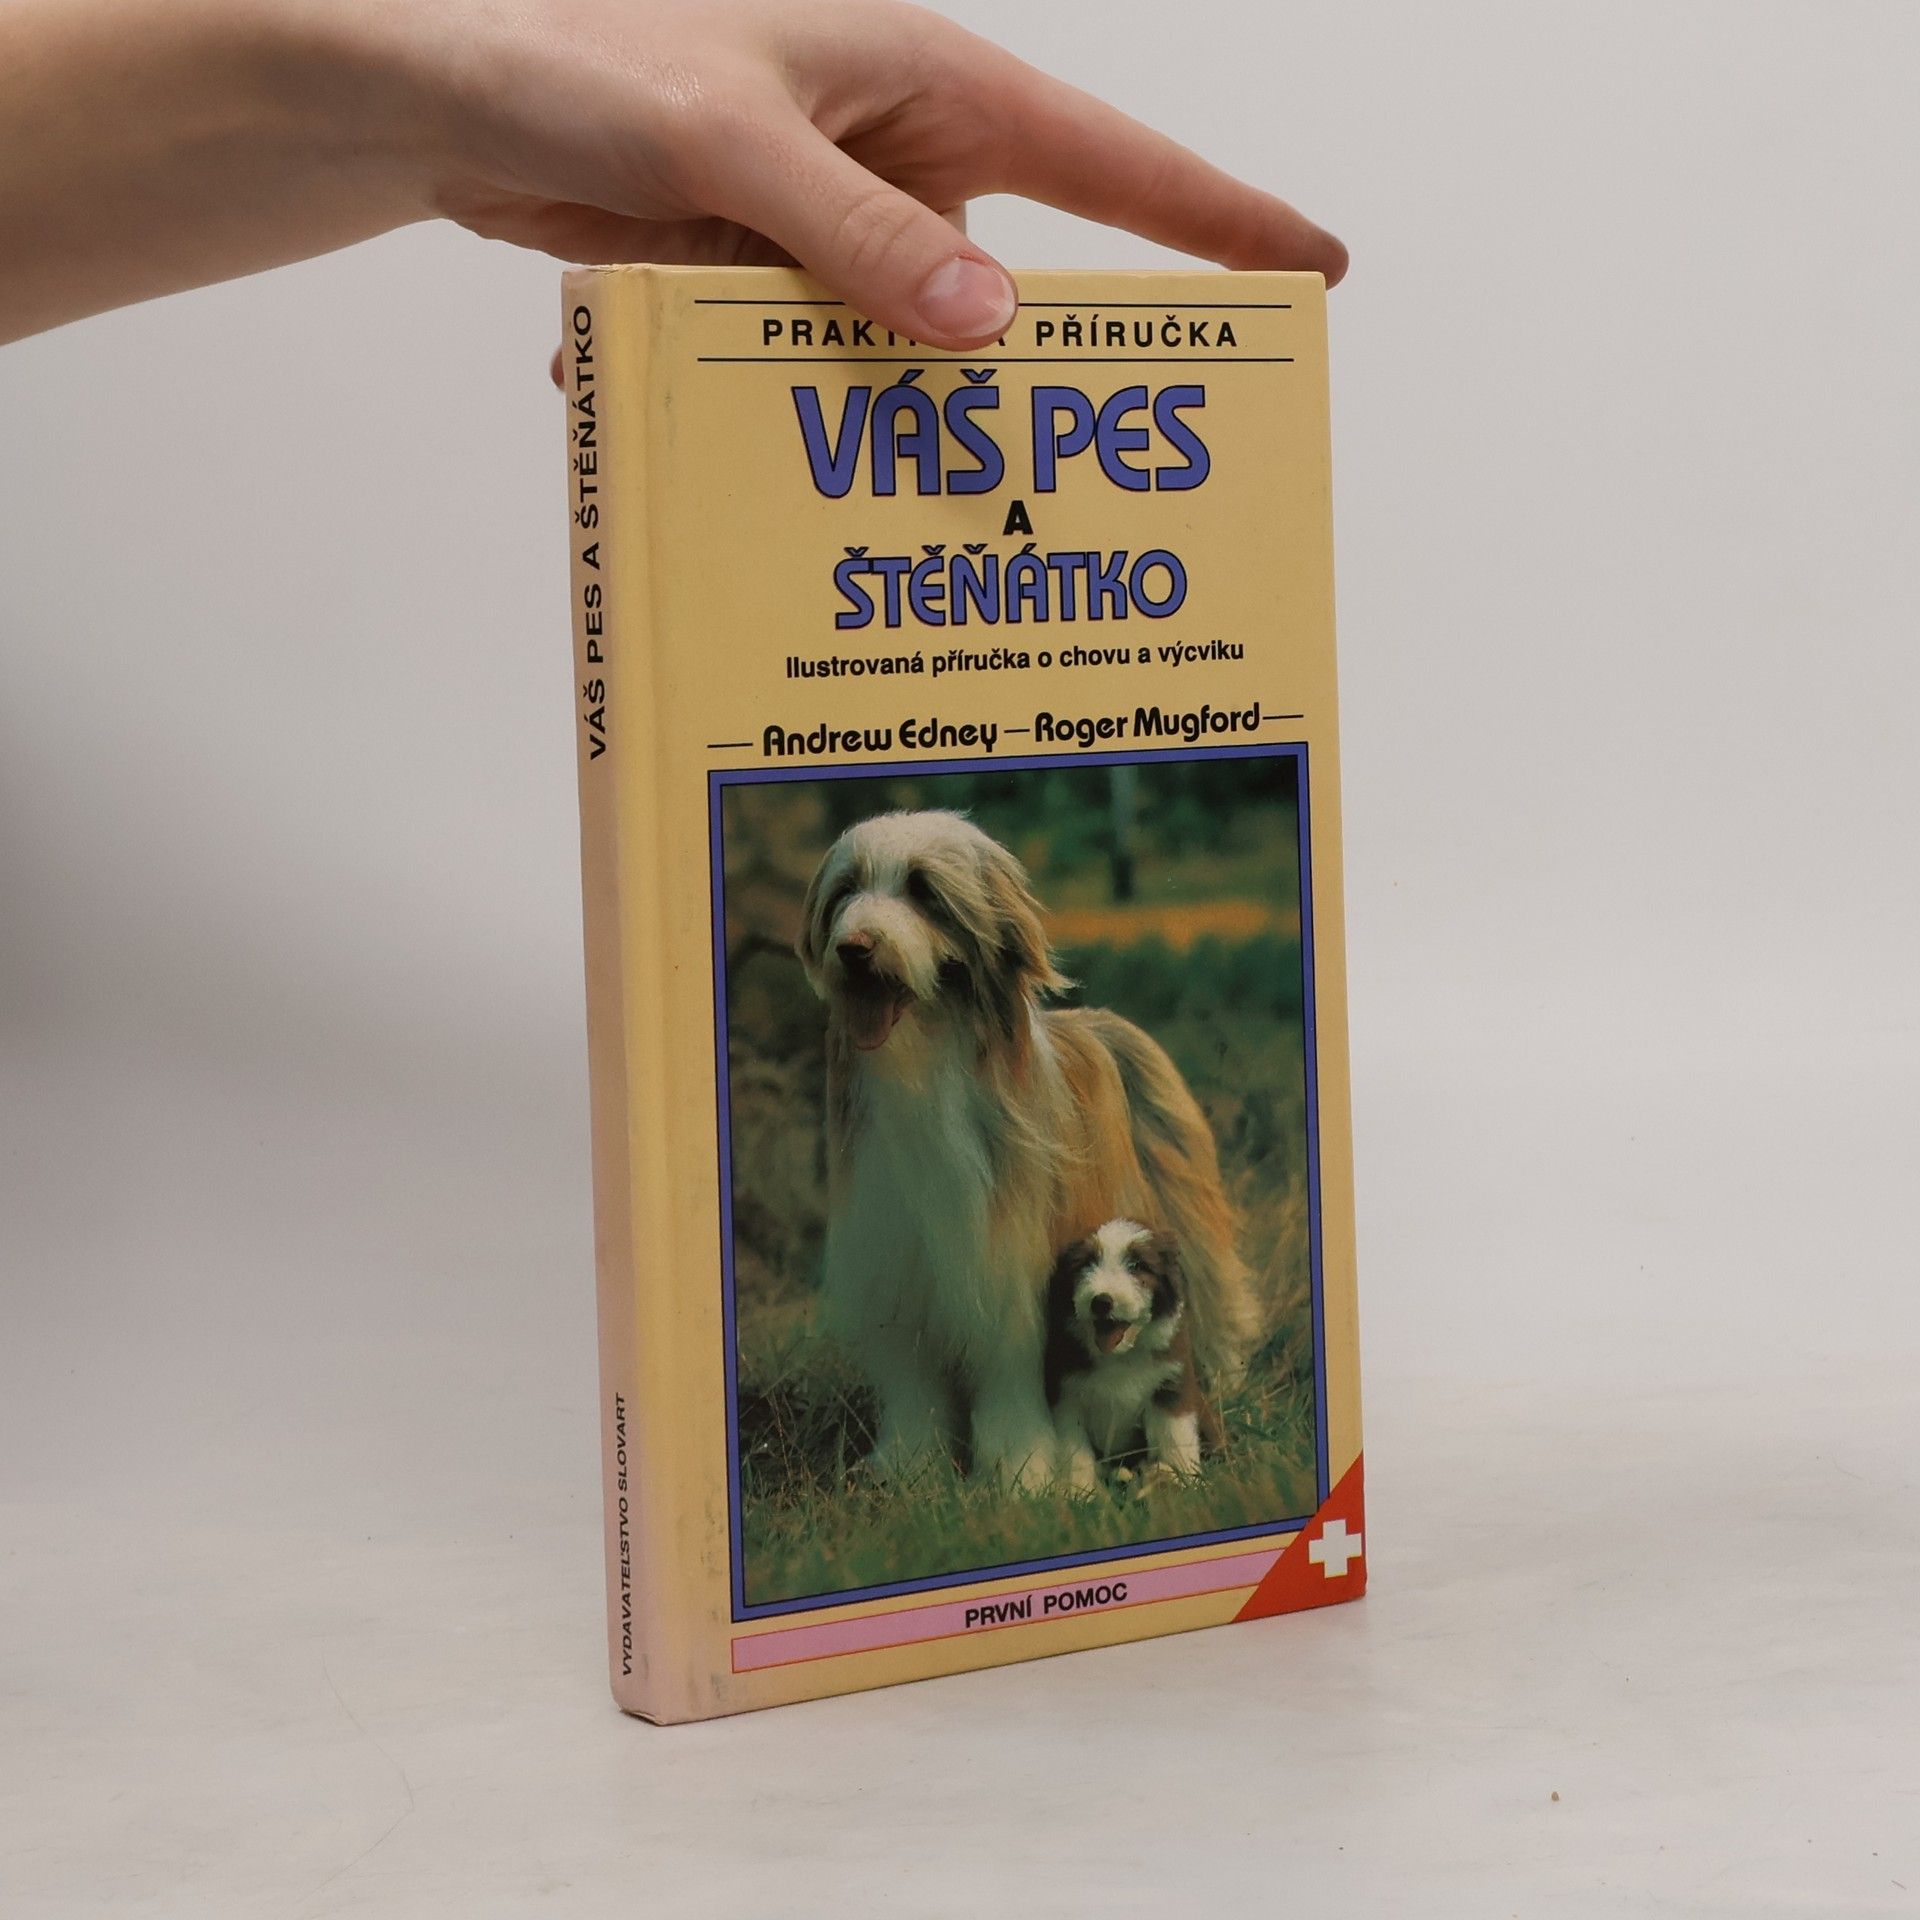 PŘÍRUČKA
VÁŠ PES
A
ŠTĚŇÁTKO
Ilustrovaná příručka o chovu a výcviku
Andrew Edney — Roger Mugford
PRVNÍ POMOC
VÁŠ PES A ŠTĚŇÁTKO
VYDAVATEĽSTVO SLOVART